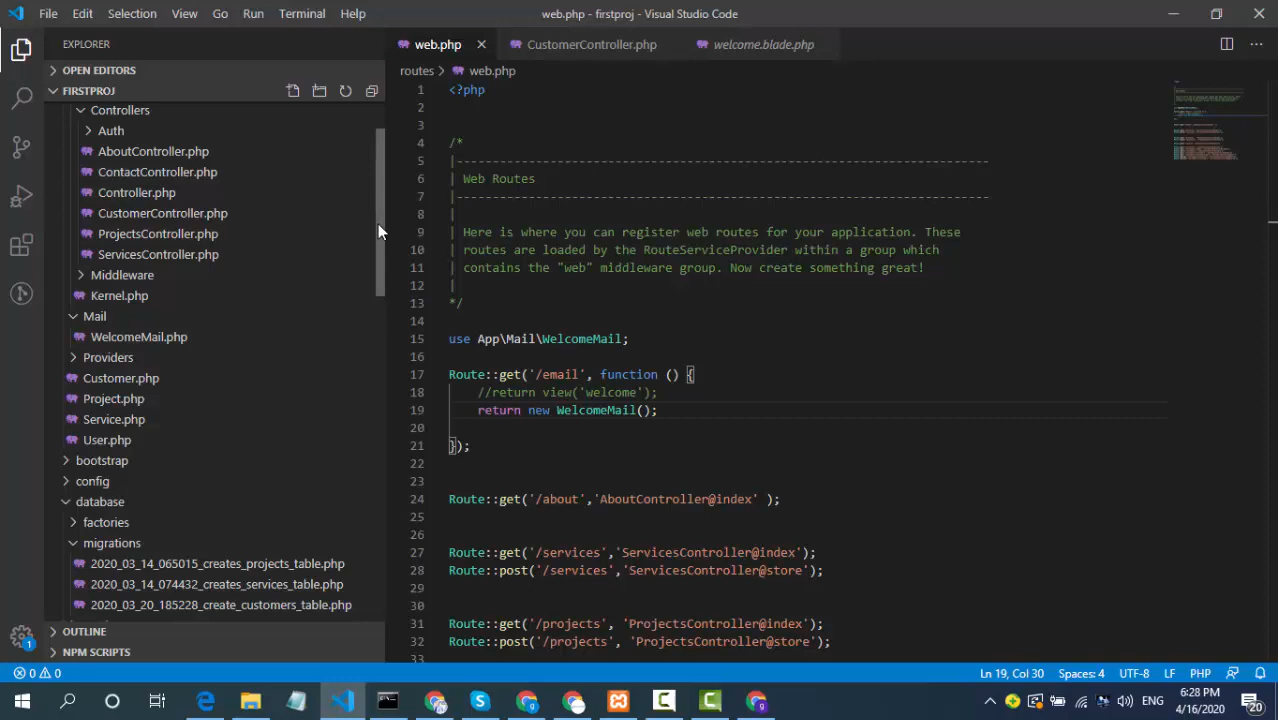 File Edit Selection View Go Run Terminal Help web.php - firstproj - Visual Studio Code
EXPLORER
OPEN EDITORS
FIRSTPROJ
Controllers
Auth
AboutController.php
ContactController.php
Controller.php
CustomerController.php
ProjectsController.php
ServicesController.php
Middleware
Kernel.php
Mail
WelcomeMail.php
Providers
Customer.php
Project.php
Service.php
User.php
bootstrap
config
database
factories
migrations
2020_03_14_065015_creates_projects_table.php
2020_03_14_074432_creates_services_table.php
2020_03_20_185228_create_customers_table.php
OUTLINE
NPM SCRIPTS
web.php CustomerController.php welcome.blade.php
routes web.php
1 <?php
2
3
4 /*
5 |--------------------------------------------------------------------------
6 | Web Routes
7 |--------------------------------------------------------------------------
8 |
9 | Here is where you can register web routes for your application. These
10 | routes are loaded by the RouteServiceProvider within a group which
11 | contains the "web" middleware group. Now create something great!
12 |
13 */
14
15 use App\Mail\WelcomeMail;
16
17 Route::get('/email', function () {
18 //return view('welcome');
19 return new WelcomeMail();
20
21 });
22
23
24 Route::get('/about','AboutController@index' );
25
26
27 Route::get('/services','ServicesController@index');
28 Route::post('/services','ServicesController@store');
29
30
31 Route::get('/projects', 'ProjectsController@index');
32 Route::post('/projects', 'ProjectsController@store');
33
1
0 0 Ln 19, Col 30 Spaces: 4 UTF-8 LF PHP
ENG 6:28 PM
4/16/2020 20